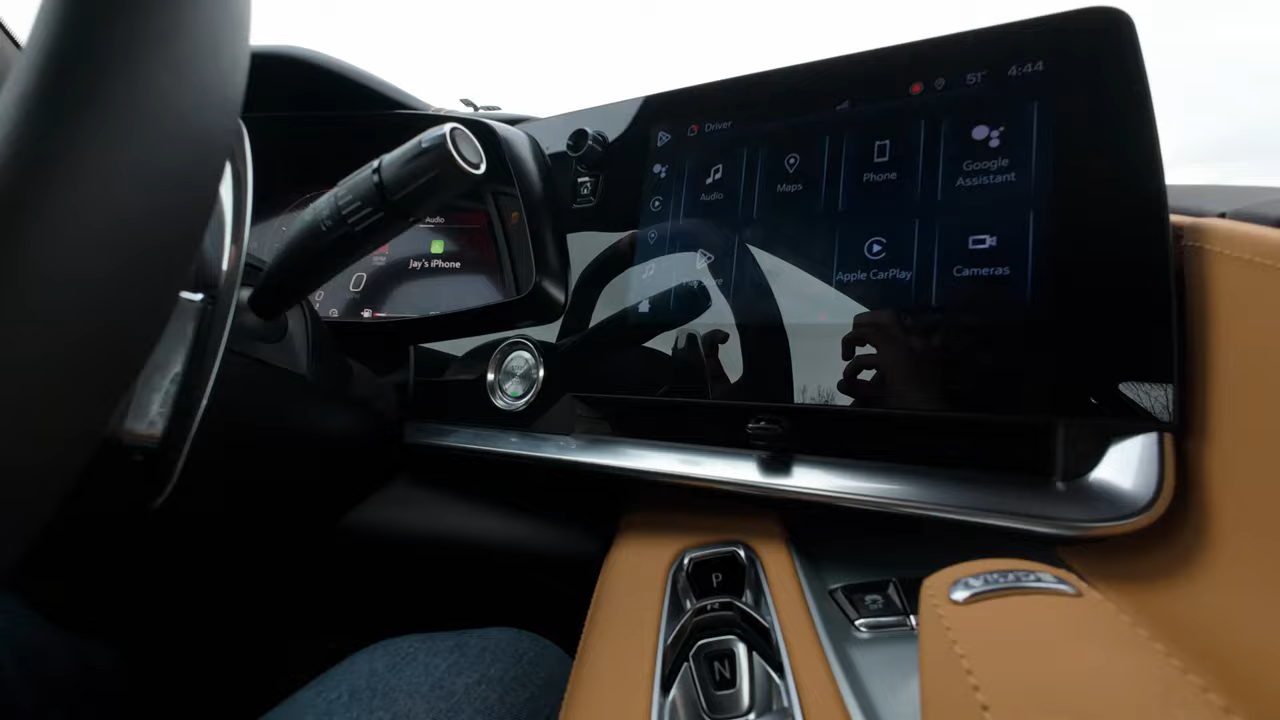 51° 4:44
Driver
Audio
Maps
Phone
Google
Assistant
Apple CarPlay
Cameras
Audio
Jay's iPhone
P
N